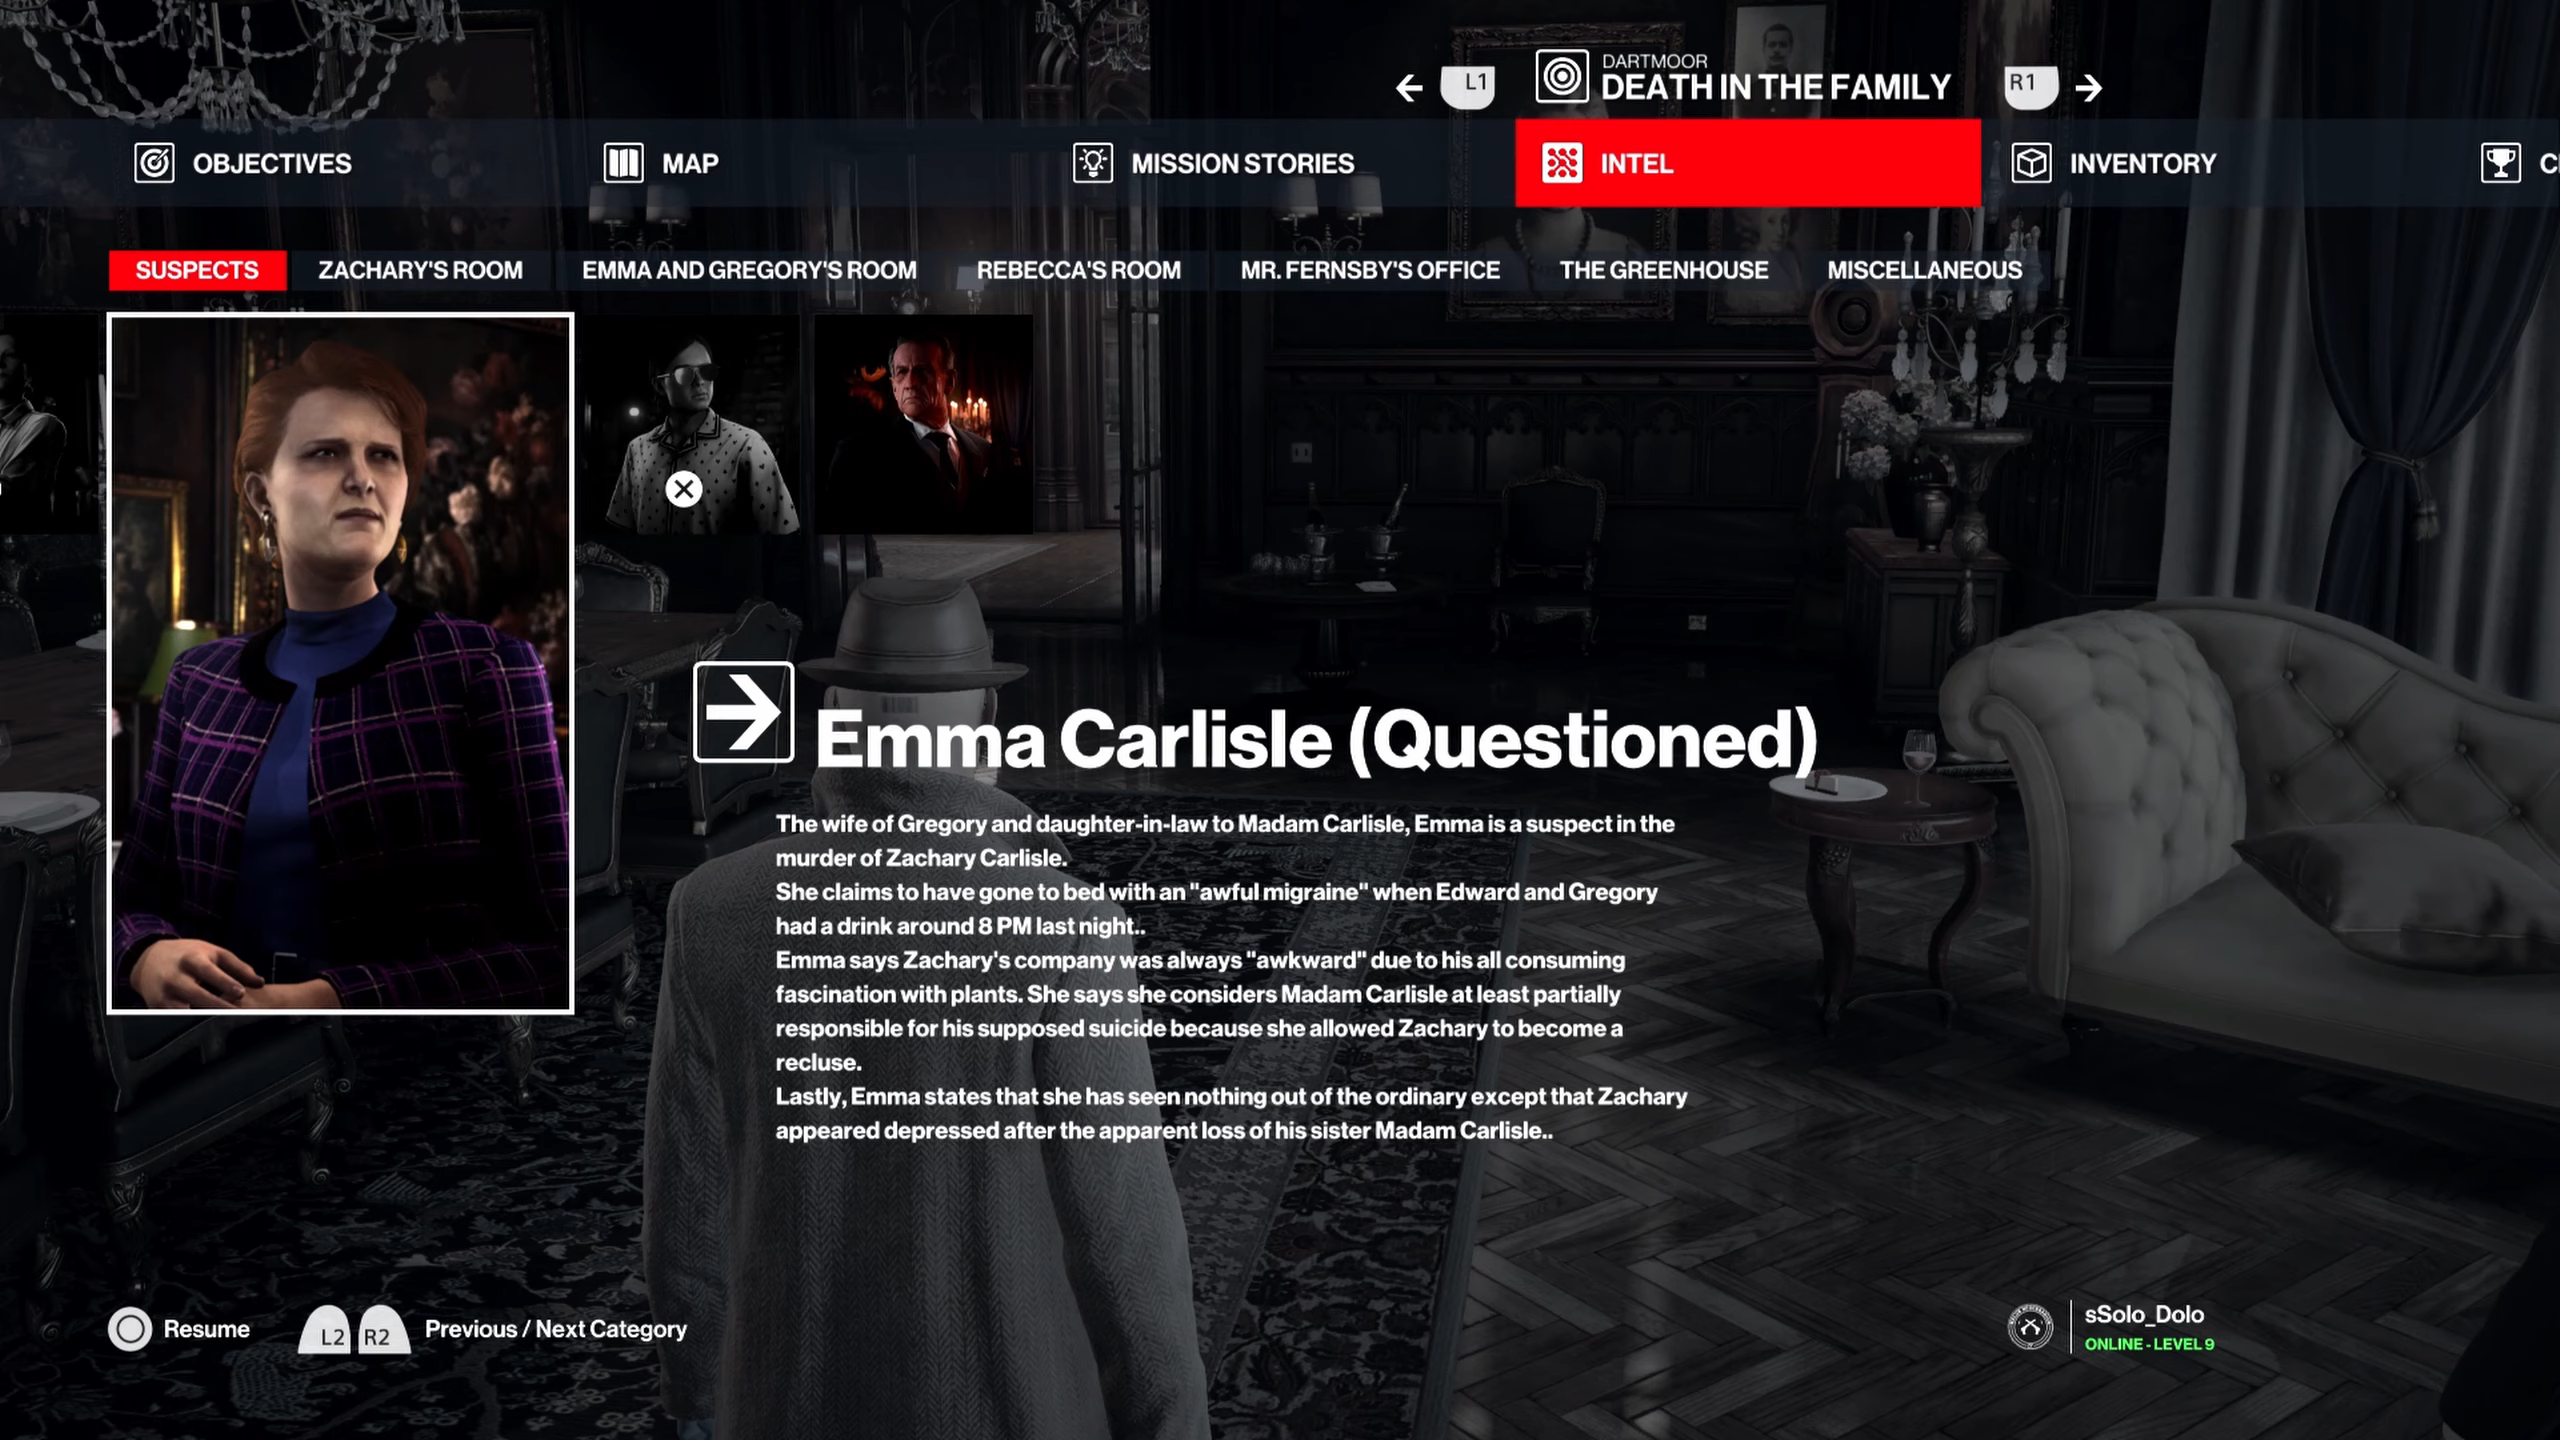 DARTMOOR
L1 DEATH IN THE FAMILY R1
OBJECTIVES
MAP
MISSION STORIES
INTEL
INVENTORY
SUSPECTS
ZACHARY'S ROOM
EMMA AND GREGORY'S ROOM
REBECCA'S ROOM
MR. FERNSBY'S OFFICE
THE GREENHOUSE
MISCELLANEOUS
Emma Carlisle (Questioned)
The wife of Gregory and daughter-in-law to Madam Carlisle, Emma is a suspect in the
murder of Zachary Carlisle.
She claims to have gone to bed with an "awful migraine" when Edward and Gregory
had a drink around 8 PM last night..
Emma says Zachary's company was always "awkward" due to his all consuming
fascination with plants. She says she considers Madam Carlisle at least partially
responsible for his supposed suicide because she allowed Zachary to become a
recluse.
Lastly, Emma states that she has seen nothing out of the ordinary except that Zachary
appeared depressed after the apparent loss of his sister Madam Carlisle..
Resume
L2 R2 Previous / Next Category
sSolo_Dolo
ONLINE - LEVEL 9